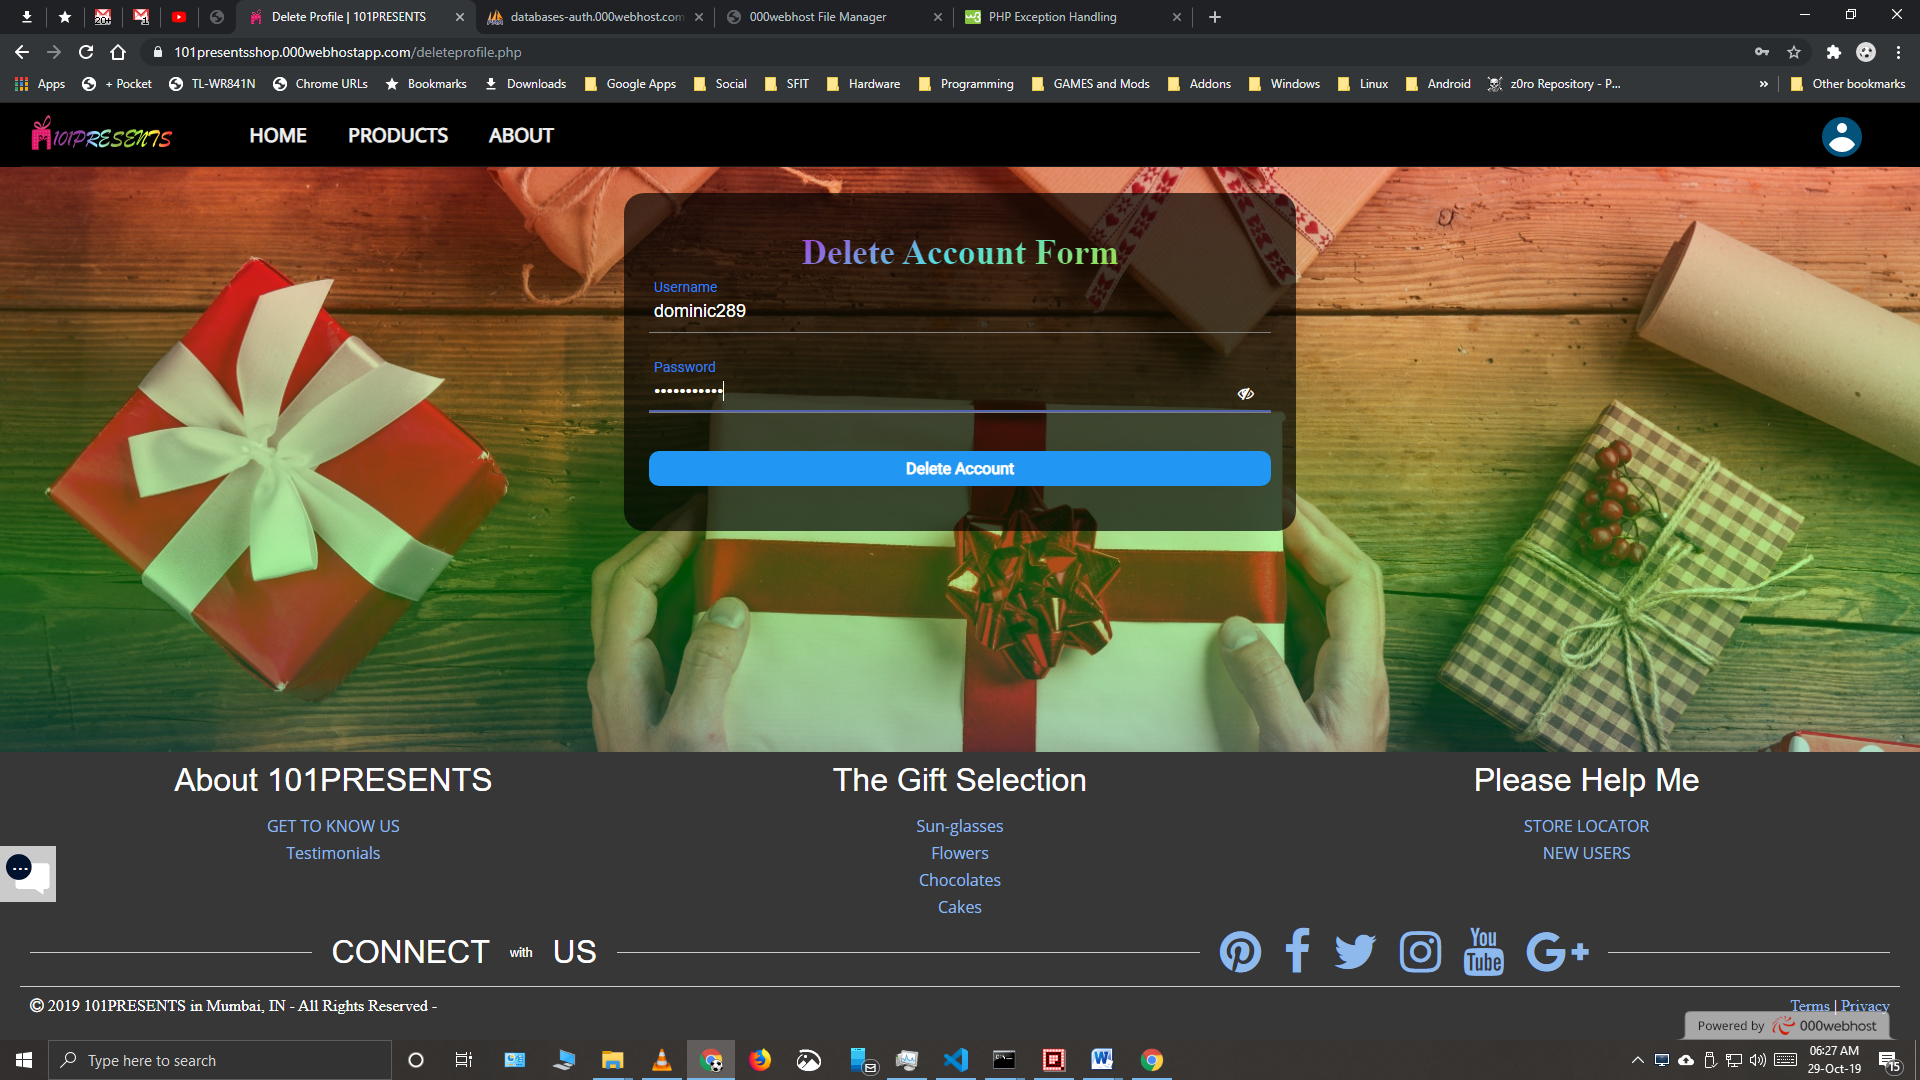 Delete Profile | 101PRESENTS
databases-auth.000webhost.com
000webhost File Manager
PHP Exception Handling
101presentsshop.000webhostapp.com/deleteprofile.php
Apps
+ Pocket
TL-WR841N
Chrome URLs
Bookmarks
Downloads
Google Apps
Social
SFIT
Hardware
Programming
GAMES and Mods
Addons
Windows
Linux
Android
z0ro Repository - P...
»
Other bookmarks
101PRESENTS
HOME
PRODUCTS
ABOUT
Delete Account Form
Username
dominic289
Password
•••••••••••
Delete Account
About 101PRESENTS
GET TO KNOW US
Testimonials
The Gift Selection
Sun-glasses
Flowers
Chocolates
Cakes
Please Help Me
STORE LOCATOR
NEW USERS
CONNECT with US
You
Tube
G+
© 2019 101PRESENTS in Mumbai, IN - All Rights Reserved -
Terms | Privacy
Powered by 000webhost
Type here to search
06:27 AM
29-Oct-19
15